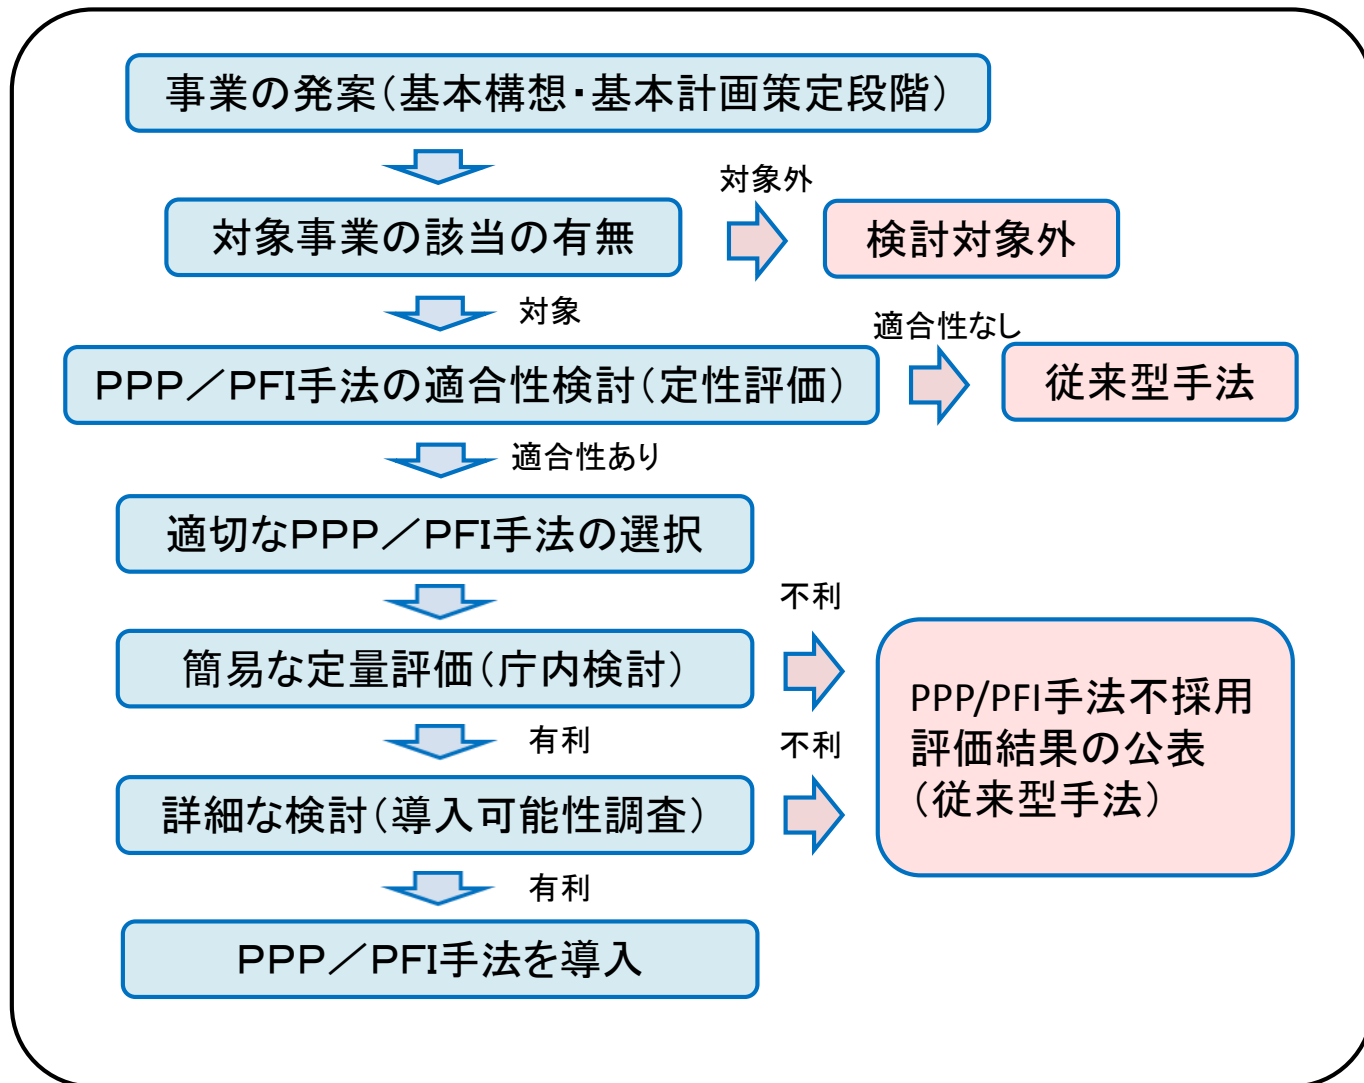 事業の発案（基本構想・基本計画策定段階）
対象外
対象事業の該当の有無
検討対象外
対象
適合性なし
ＰＰＰ／ＰＦＩ手法の適合性検討（定性評価）
従来型手法
適合性あり
適切なＰＰＰ／ＰＦＩ手法の選択
不利
簡易な定量評価（庁内検討）
有利
不利
PPP/PFI手法不採用
評価結果の公表
（従来型手法）
詳細な検討（導入可能性調査）
有利
ＰＰＰ／ＰＦＩ手法を導入